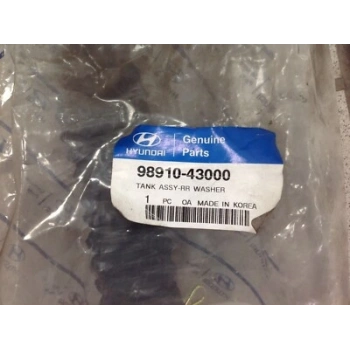 HYUNDAI
Genuine
Parts
98910-43000
TANK ASSY-RR WASHER
1 PC OA MADE IN KOREA